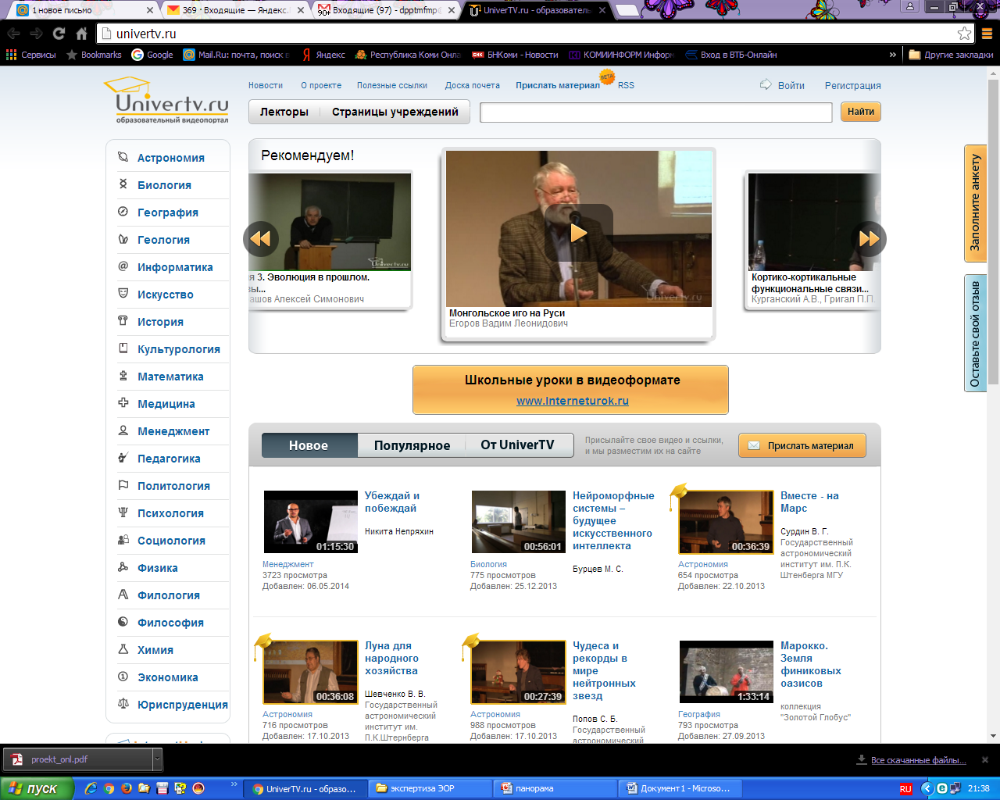 1 новое письмо
369 · Входящие — Яндекс.
Входящие (97) - dpptmfmp@
UniverTV.ru - образователь
univertv.ru
Сервисы
Bookmarks
Google
Mail.Ru: почта, поиск в
Яндекс
Республика Коми Онла
БНКоми - Новости
КОМИИНФОРМ Информ
Вход в ВТБ-Онлайн
Другие закладки
Univertv.ru
образовательный видеопортал
Новости
О проекте
Полезные ссылки
Доска почета
Прислать материал
BETA
RSS
Войти
Регистрация
Лекторы
Страницы учреждений
Найти
Астрономия
Биология
География
Геология
Информатика
Искусство
История
Культурология
Математика
Медицина
Менеджмент
Педагогика
Политология
Психология
Социология
Физика
Филология
Философия
Химия
Экономика
Юриспруденция
Рекомендуем!
Univertv.ru
я 3. Эволюция в прошлом.
вы...
ашов Алексей Симонович
Univertv.ru
Монгольское иго на Руси
Егоров Вадим Леонидович
Кортико-кортикальные
функциональные связи...
Курганский А.В., Григал П.П.
Заполните анкету
Оставьте свой отзыв
Школьные уроки в видеоформате
www.Interneturok.ru
Новое
Популярное
От UniverTV
Присылайте свое видео и ссылки,
и мы разместим их на сайте
Прислать материал
01:15:30
Убеждай и
побеждай
Никита Непряхин
Менеджмент
3723 просмотра
Добавлен: 06.05.2014
00:56:01
Нейроморфные
системы –
будущее
искусственного
интеллекта
Бурцев М. С.
Биология
775 просмотров
Добавлен: 25.12.2013
00:36:39
Вместе - на
Марс
Сурдин В. Г.
Государственный
астрономический
институт им. П.К.
Штенберга МГУ
Астрономия
654 просмотра
Добавлен: 22.10.2013
00:36:08
Луна для
народного
хозяйства
Шевченко В. В.
Государственный
астрономический
институт им.
П.К.Штернберга
Астрономия
716 просмотров
Добавлен: 17.10.2013
00:27:39
Чудеса и
рекорды в
мире
нейтронных
звезд
Попов С. Б.
Государственный
астрономический
Астрономия
988 просмотров
Добавлен: 17.10.2013
1:33:14
Марокко.
Земля
финиковых
оазисов
коллекция
"Золотой Глобус"
География
793 просмотра
Добавлен: 27.09.2013
proekt_onl.pdf
Все скачанные файлы...
пуск
UniverTV.ru - образо...
экспертиза ЭОР
панорама
Документ1 - Microso...
RU
21:38